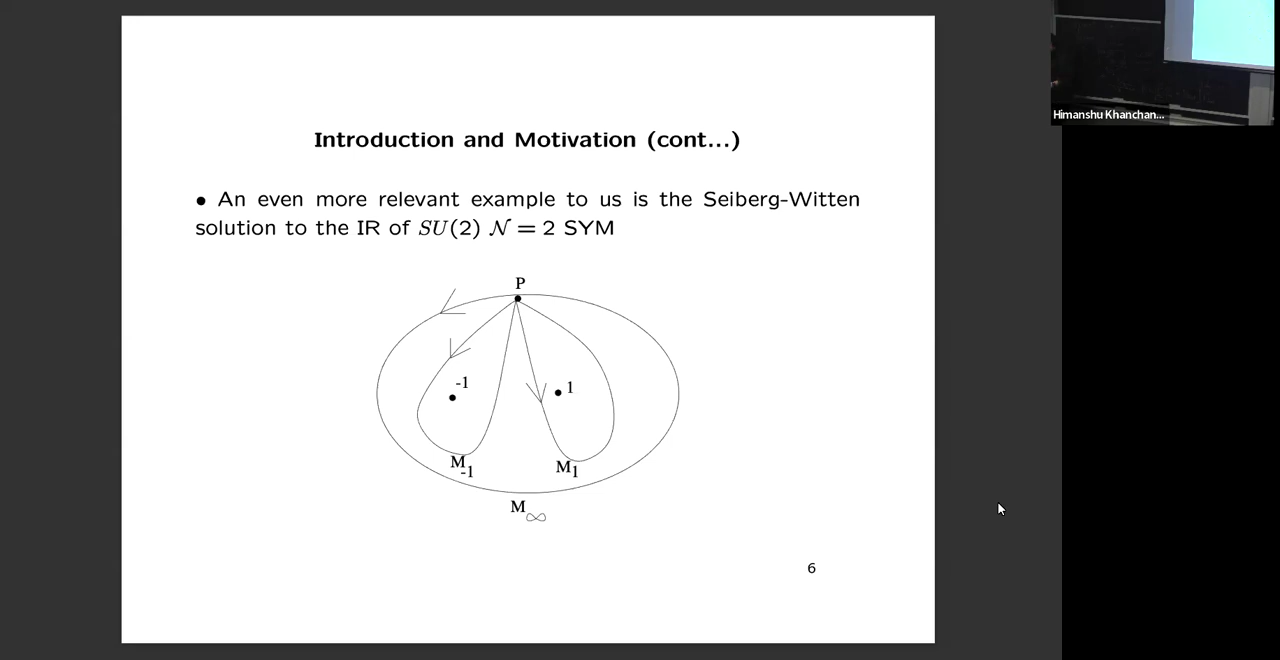 Introduction and Motivation (cont...)
• An even more relevant example to us is the Seiberg-Witten
solution to the IR of SU(2) 𝒩 = 2 SYM
P
-1
1
M₋₁
M₁
M∞
6
Himanshu Khanchan...